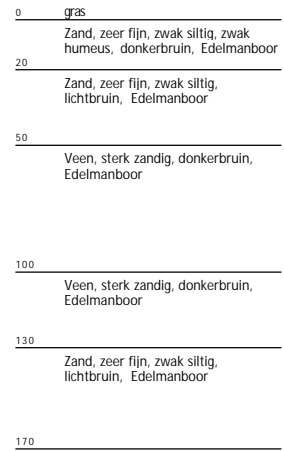 0 gras
Zand, zeer fijn, zwak siltig, zwak
humeus, donkerbruin, Edelmanboor
20
Zand, zeer fijn, zwak siltig,
lichtbruin, Edelmanboor
50
Veen, sterk zandig, donkerbruin,
Edelmanboor
100
Veen, sterk zandig, donkerbruin,
Edelmanboor
130
Zand, zeer fijn, zwak siltig,
lichtbruin, Edelmanboor
170